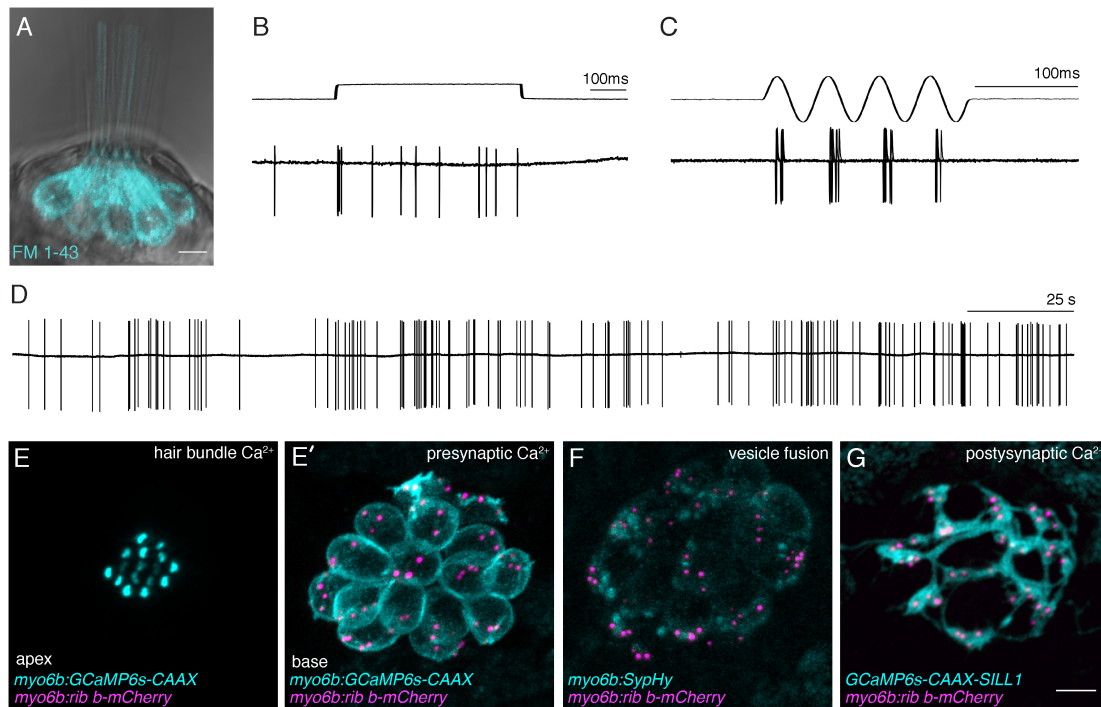 A
FM 1-43
B
100ms
C
100ms
D
25 s
E
hair bundle Ca²⁺
apex
myo6b:GCaMP6s-CAAX
myo6b:rib b-mCherry
E′
presynaptic Ca²⁺
base
myo6b:GCaMP6s-CAAX
myo6b:rib b-mCherry
F
vesicle fusion
myo6b:SypHy
myo6b:rib b-mCherry
G
postysynaptic Ca²⁺
GCaMP6s-CAAX-SILL1
myo6b:rib b-mCherry